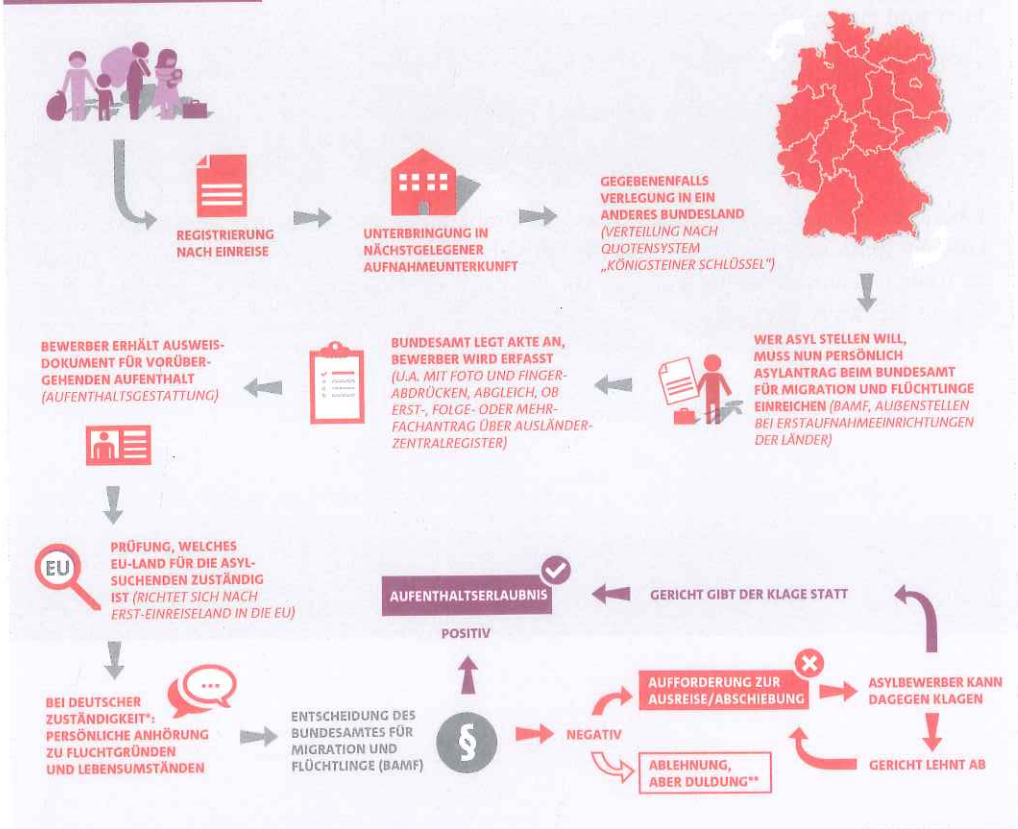 REGISTRIERUNG
NACH EINREISE
UNTERBRINGUNG IN
NÄCHSTGELEGENER
AUFNAHMEUNTERKUNFT
GEGEBENENFALLS
VERLEGUNG IN EIN
ANDERES BUNDESLAND
(VERTEILUNG NACH
QUOTENSYSTEM
„KÖNIGSTEINER SCHLÜSSEL")
WER ASYL STELLEN WILL,
MUSS NUN PERSÖNLICH
ASYLANTRAG BEIM BUNDESAMT
FÜR MIGRATION UND FLÜCHTLINGE
EINREICHEN (BAMF, AUßENSTELLEN
BEI ERSTAUFNAHMEEINRICHTUNGEN
DER LÄNDER)
BUNDESAMT LEGT AKTE AN,
BEWERBER WIRD ERFASST
(U.A. MIT FOTO UND FINGER-
ABDRÜCKEN, ABGLEICH, OB
ERST-, FOLGE- ODER MEHR-
FACHANTRAG ÜBER AUSLÄNDER-
ZENTRALREGISTER)
BEWERBER ERHÄLT AUSWEIS-
DOKUMENT FÜR VORÜBER-
GEHENDEN AUFENTHALT
(AUFENTHALTSGESTATTUNG)
EU
PRÜFUNG, WELCHES
EU-LAND FÜR DIE ASYL-
SUCHENDEN ZUSTÄNDIG
IST (RICHTET SICH NACH
ERST-EINREISELAND IN DIE EU)
BEI DEUTSCHER
ZUSTÄNDIGKEIT*:
PERSÖNLICHE ANHÖRUNG
ZU FLUCHTGRÜNDEN
UND LEBENSUMSTÄNDEN
ENTSCHEIDUNG DES
BUNDESAMTES FÜR
MIGRATION UND
FLÜCHTLINGE (BAMF)
§
POSITIV
AUFENTHALTSERLAUBNIS
NEGATIV
AUFFORDERUNG ZUR
AUSREISE/ABSCHIEBUNG
ABLEHNUNG,
ABER DULDUNG**
ASYLBEWERBER KANN
DAGEGEN KLAGEN
GERICHT LEHNT AB
GERICHT GIBT DER KLAGE STATT